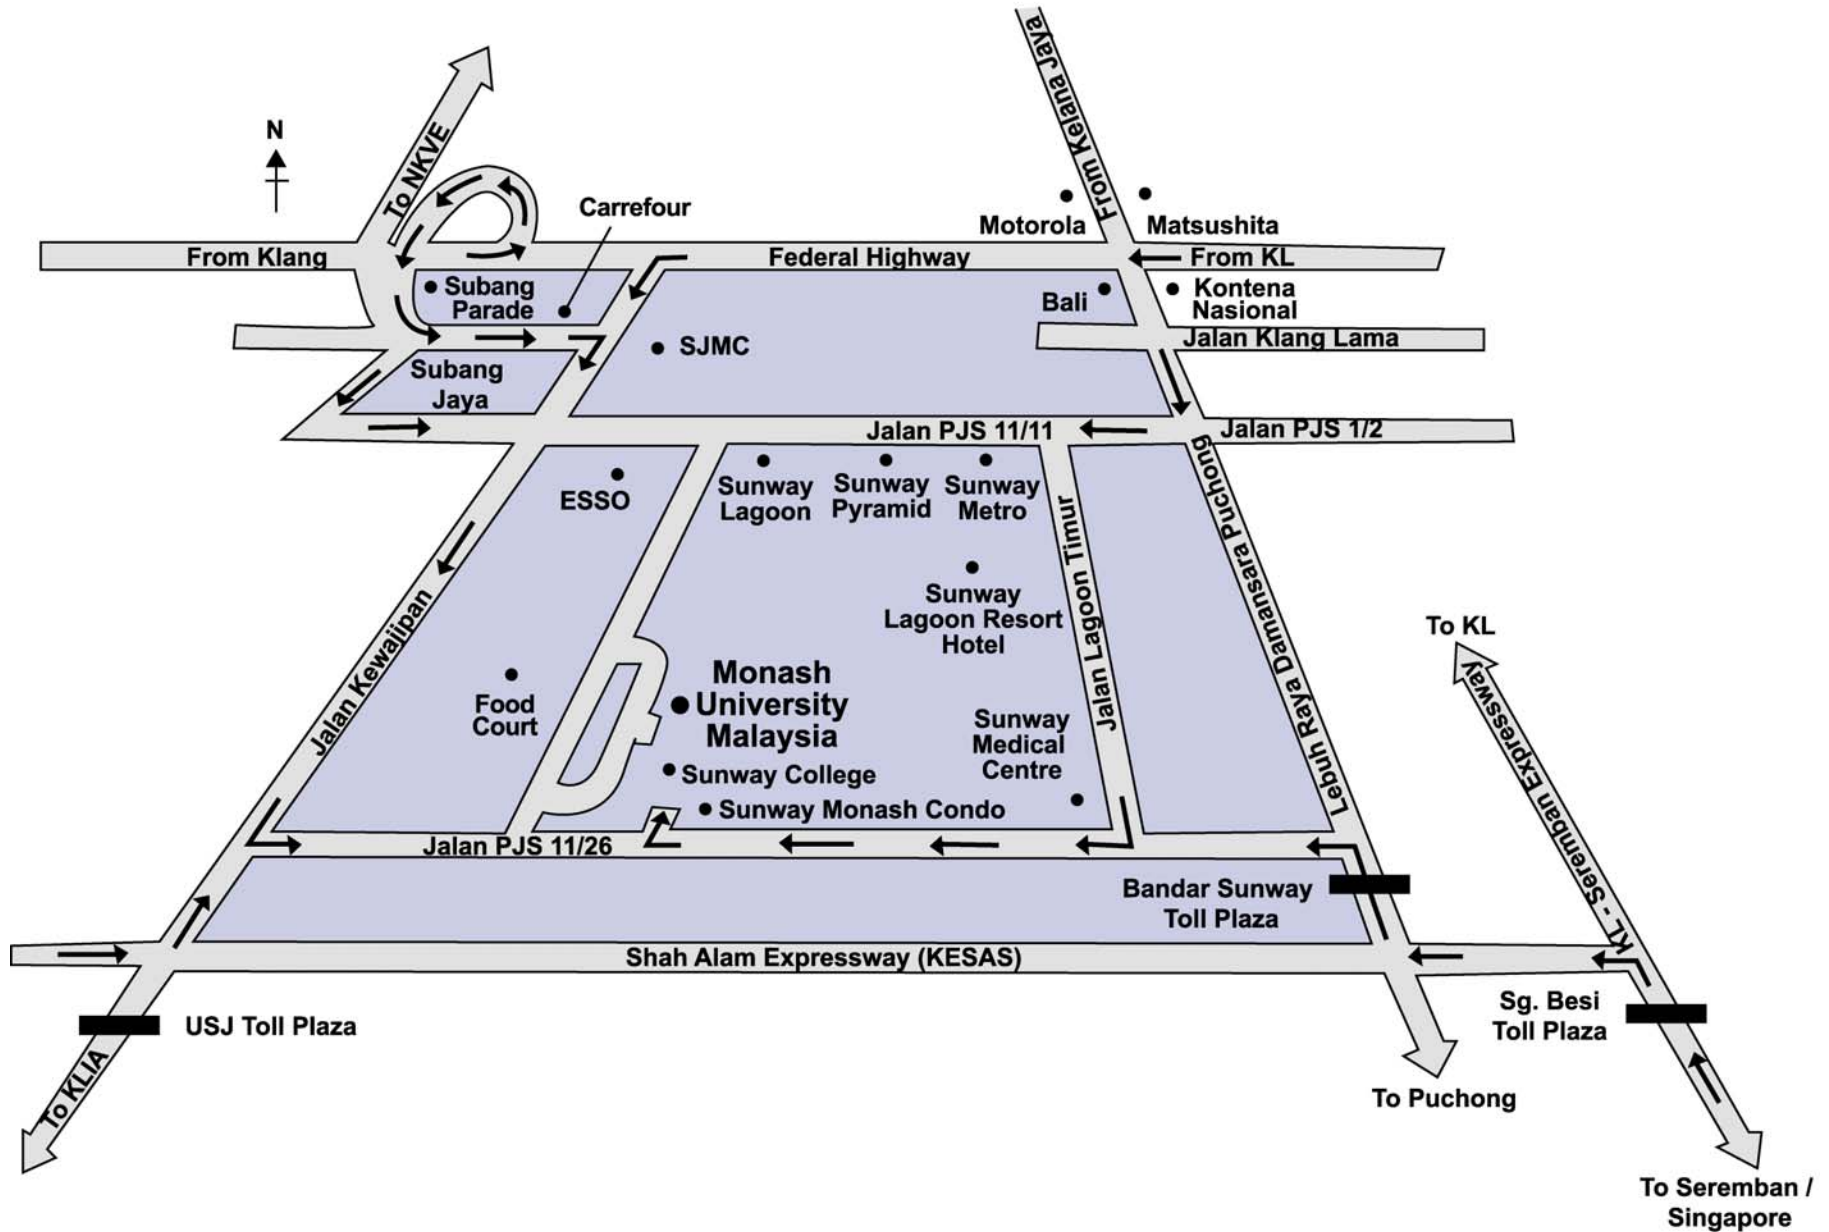 N
To NKVE
From Kelana Jaya
Carrefour
Motorola
Matsushita
From Klang
Federal Highway
From KL
Subang
Parade
Bali
Kontena
Nasional
SJMC
Jalan Klang Lama
Subang
Jaya
Jalan PJS 11/11
Jalan PJS 1/2
ESSO
Sunway
Lagoon
Sunway
Pyramid
Sunway
Metro
Jalan Lagoon Timur
Lebuh Raya Damansara Puchong
Sunway
Lagoon Resort
Hotel
Jalan Kewajipan
To KL
KL - Seremban Expressway
Food
Court
Monash
University
Malaysia
Sunway
Medical
Centre
Sunway College
Sunway Monash Condo
Jalan PJS 11/26
Bandar Sunway
Toll Plaza
Shah Alam Expressway (KESAS)
USJ Toll Plaza
Sg. Besi
Toll Plaza
To KLIA
To Puchong
To Seremban /
Singapore